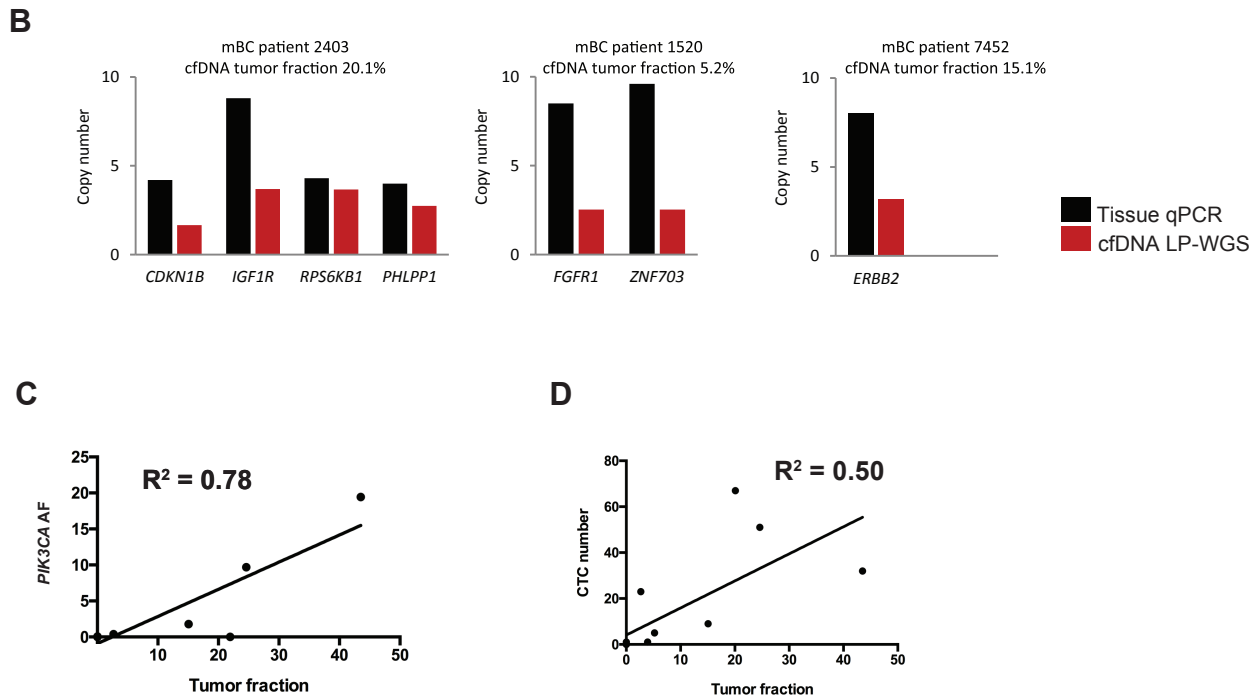 B
mBC patient 2403
cfDNA tumor fraction 20.1%
10
5
0
Copy number
CDKN1B IGF1R RPS6KB1 PHLPP1
mBC patient 1520
cfDNA tumor fraction 5.2%
10
5
0
Copy number
FGFR1 ZNF703
mBC patient 7452
cfDNA tumor fraction 15.1%
10
5
0
Copy number
ERBB2
Tissue qPCR
cfDNA LP-WGS
C
R² = 0.78
25
20
15
10
5
0
PIK3CA AF
10 20 30 40 50
Tumor fraction
D
R² = 0.50
80
60
40
20
0
CTC number
0 10 20 30 40 50
Tumor fraction